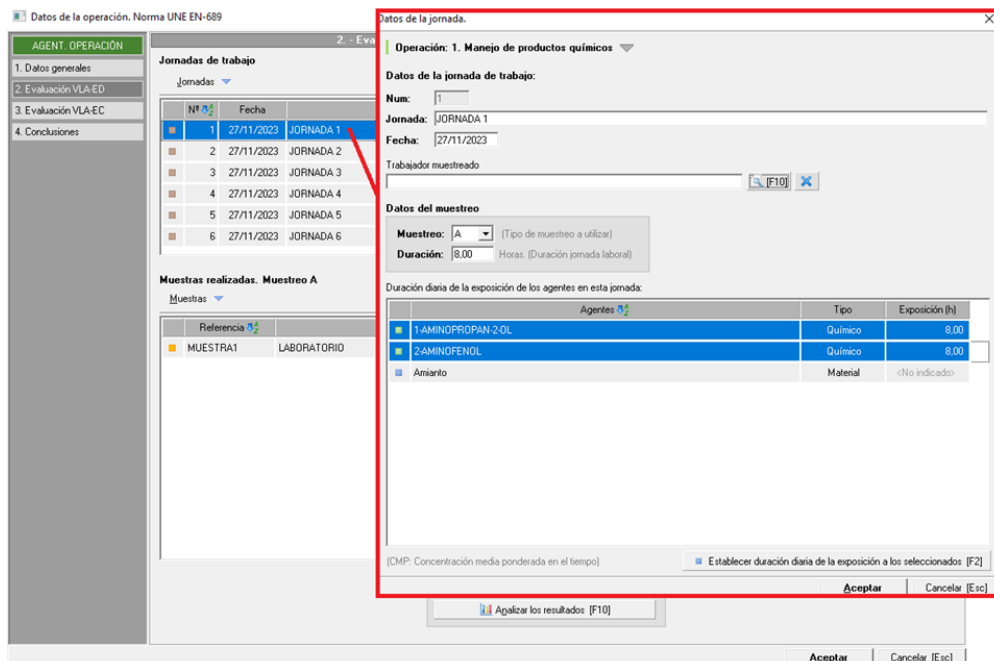 Datos de la operación. Norma UNE EN-689
AGENT. OPERACIÓN
1. Datos generales
2. Evaluación VLA-ED
3. Evaluación VLA-EC
4. Conclusiones
2. - Eva
Jornadas de trabajo
Jornadas
Nº Fecha
1 27/11/2023 JORNADA 1
2 27/11/2023 JORNADA 2
3 27/11/2023 JORNADA 3
4 27/11/2023 JORNADA 4
5 27/11/2023 JORNADA 5
6 27/11/2023 JORNADA 6
Muestras realizadas. Muestreo A
Muestras
Referencia
MUESTRA1 LABORATORIO
Datos de la jornada.
Operación: 1. Manejo de productos químicos
Datos de la jornada de trabajo:
Num: 1
Jornada: JORNADA 1
Fecha: 27/11/2023
Trabajador muestreado
[F10]
Datos del muestreo
Muestreo: A (Tipo de muestreo a utilizar)
Duración: 8,00 Horas. (Duración jornada laboral)
Duración diaria de la exposición de los agentes en esta jornada:
Agentes Tipo Exposición (h)
1-AMINOPROPAN-2-OL Químico 8,00
2-AMINOFENOL Químico 8,00
Amianto Material <No indicado>
(CMP: Concentración media ponderada en el tiempo)
Establecer duración diaria de la exposición a los seleccionados [F2]
Aceptar Cancelar [Esc]
Analizar los resultados [F10]
Aceptar Cancelar [Esc]